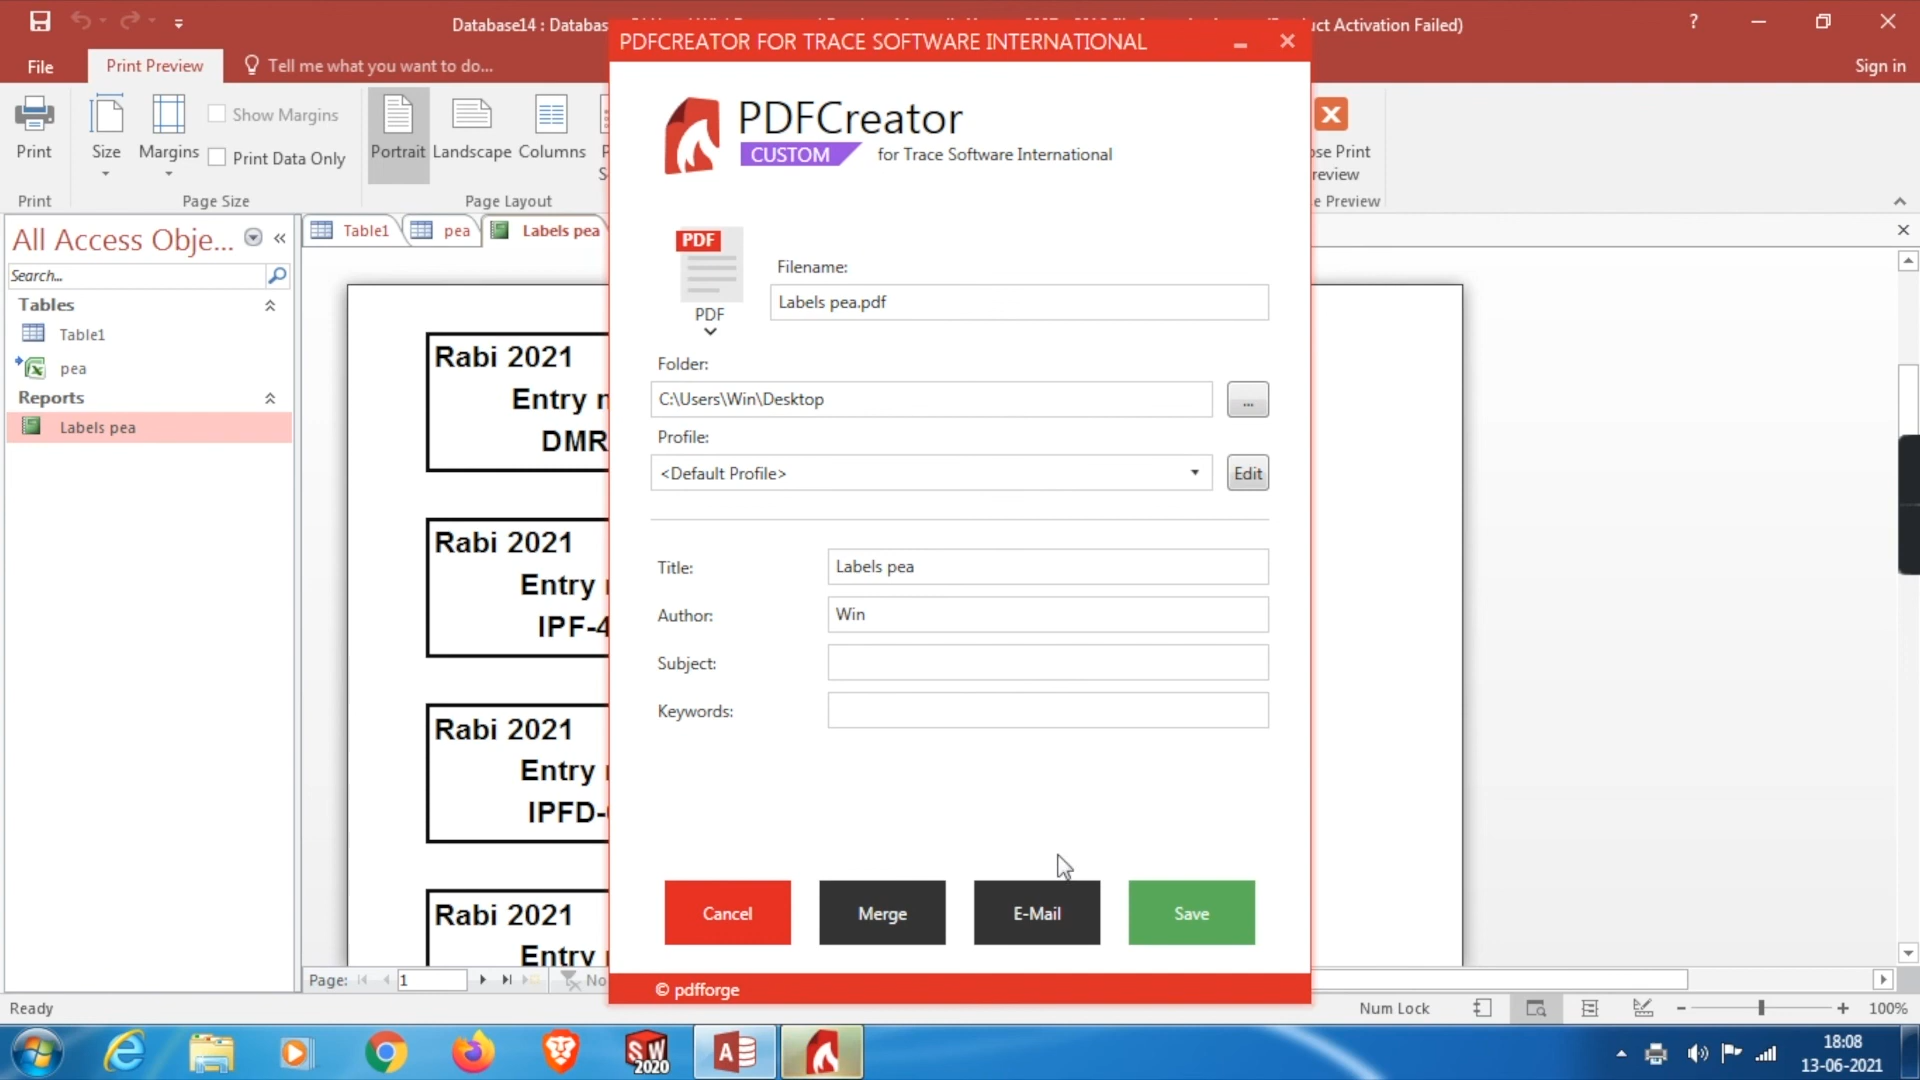 Database14 : Databas
uct Activation Failed)
?
File
Print Preview
Tell me what you want to do...
Sign in
PDFCREATOR FOR TRACE SOFTWARE INTERNATIONAL
Print
Size
Margins
Show Margins
Print Data Only
Portrait
Landscape
Columns
P
S
ose Print
review
Print
Page Size
Page Layout
e Preview
PDFCreator
CUSTOM
for Trace Software International
All Access Obje...
Search...
Tables
Table1
pea
Reports
Labels pea
Table1
pea
Labels pea
Rabi 2021
Entry n
DMR
Rabi 2021
Entry
IPF-4
Rabi 2021
Entry
IPFD-
Rabi 2021
Entry
PDF
PDF
Filename:
Labels pea.pdf
Folder:
C:\Users\Win\Desktop
...
Profile:
<Default Profile>
Edit
Title:
Labels pea
Author:
Win
Subject:
Keywords:
Cancel
Merge
E-Mail
Save
© pdfforge
Page:
1
No
Ready
Num Lock
100%
SW
2020
A
18:08
13-06-2021